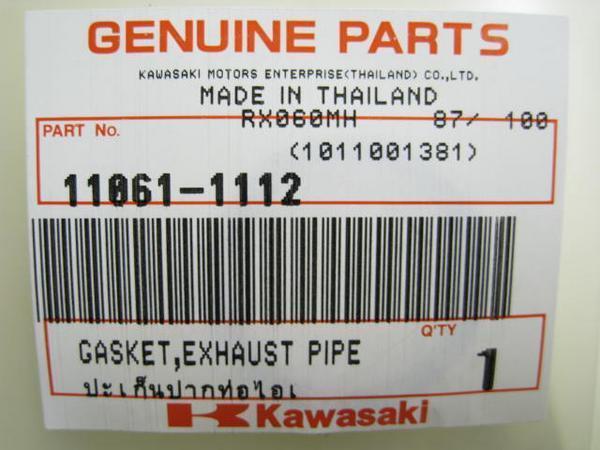 GENUINE PARTS
KAWASAKI MOTORS ENTERPRISE(THAILAND) CO.,LTD.
MADE IN THAILAND
RX060MH 87/ 100
PART No.
(1011001381)
11061-1112
Q'TY
GASKET,EXHAUST PIPE 1
ปะเก็นปากท่อไอเ
Kawasaki